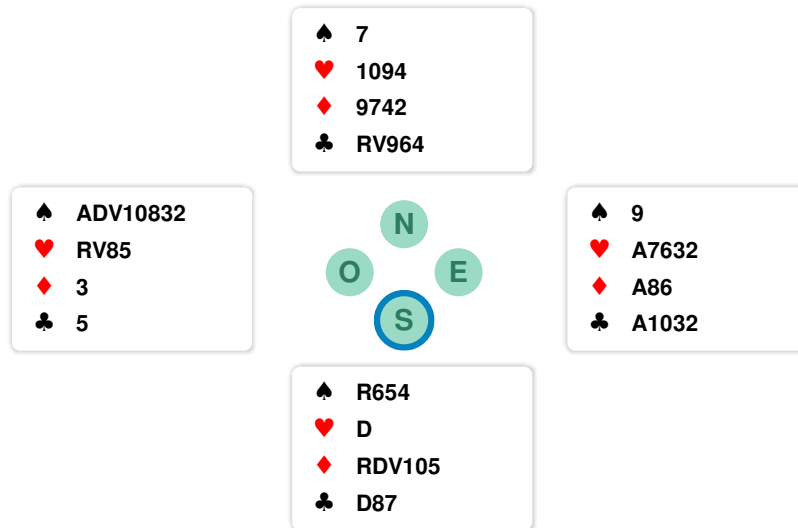 ♠ 7
♥ 1094
♦ 9742
♣ RV964
♠ ADV10832
♥ RV85
♦ 3
♣ 5
N
O E
S
♠ 9
♥ A7632
♦ A86
♣ A1032
♠ R654
♥ D
♦ RDV105
♣ D87